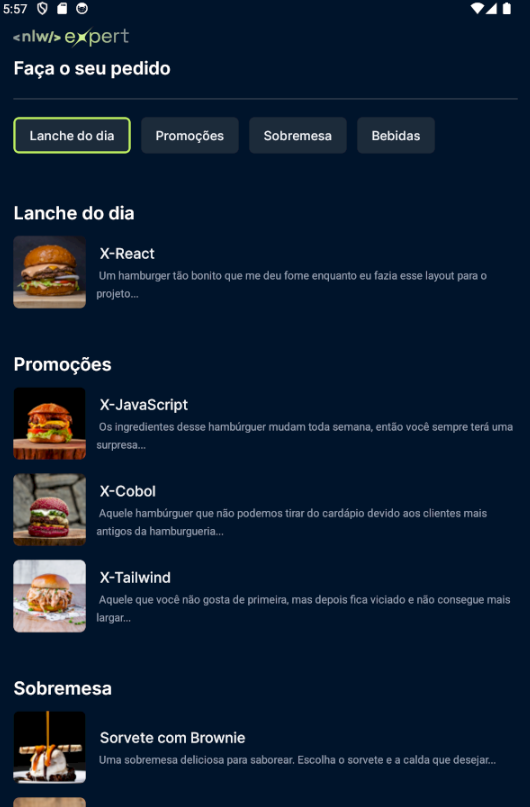 5:57
<nlw/> expert
Faça o seu pedido
Lanche do dia Promoções Sobremesa Bebidas
Lanche do dia
X-React
Um hamburger tão bonito que me deu fome enquanto eu fazia esse layout para o
projeto...
Promoções
X-JavaScript
Os ingredientes desse hambúrguer mudam toda semana, então você sempre terá uma
surpresa...
X-Cobol
Aquele hambúrguer que não podemos tirar do cardápio devido aos clientes mais
antigos da hamburgueria...
X-Tailwind
Aquele que você não gosta de primeira, mas depois fica viciado e não consegue mais
largar...
Sobremesa
Sorvete com Brownie
Uma sobremesa deliciosa para saborear. Escolha o sorvete e a calda que desejar...